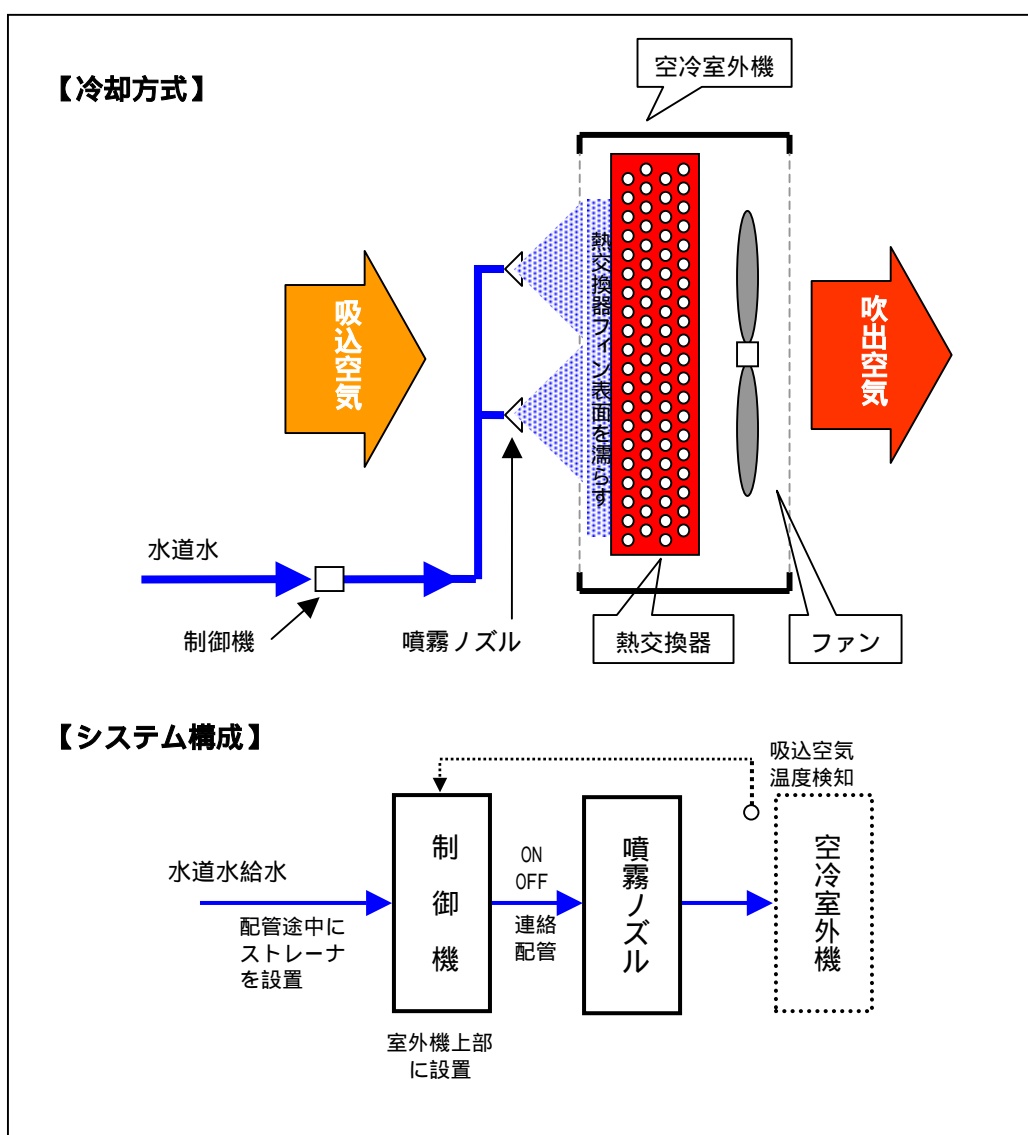 【冷却方式】
空冷室外機
吸込空気
熱交換器フィン表面を濡らす
吹出空気
水道水
制御機
噴霧ノズル
熱交換器
ファン
【システム構成】
吸込空気
温度検知
水道水給水
配管途中に
ストレーナ
を設置
制御機
ON
OFF
連絡
配管
噴霧ノズル
空冷室外機
室外機上部
に設置